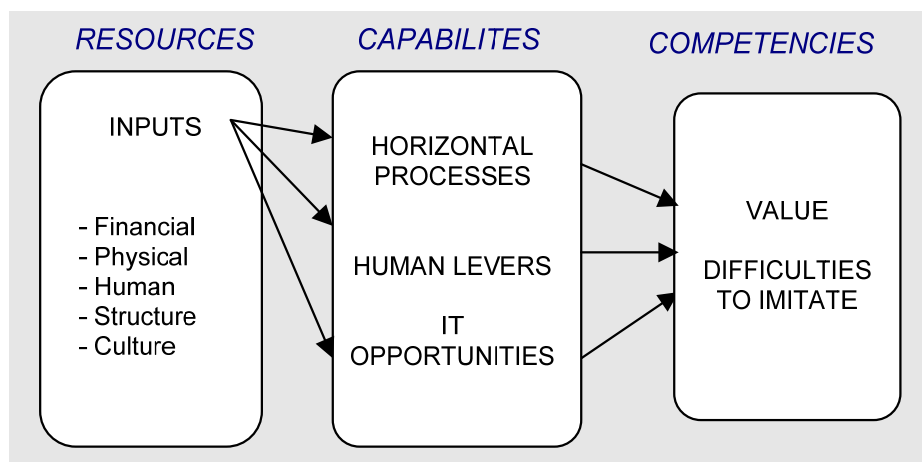 RESOURCES
CAPABILITES
COMPETENCIES
INPUTS
- Financial
- Physical
- Human
- Structure
- Culture
HORIZONTAL
PROCESSES
HUMAN LEVERS
IT
OPPORTUNITIES
VALUE
DIFFICULTIES
TO IMITATE